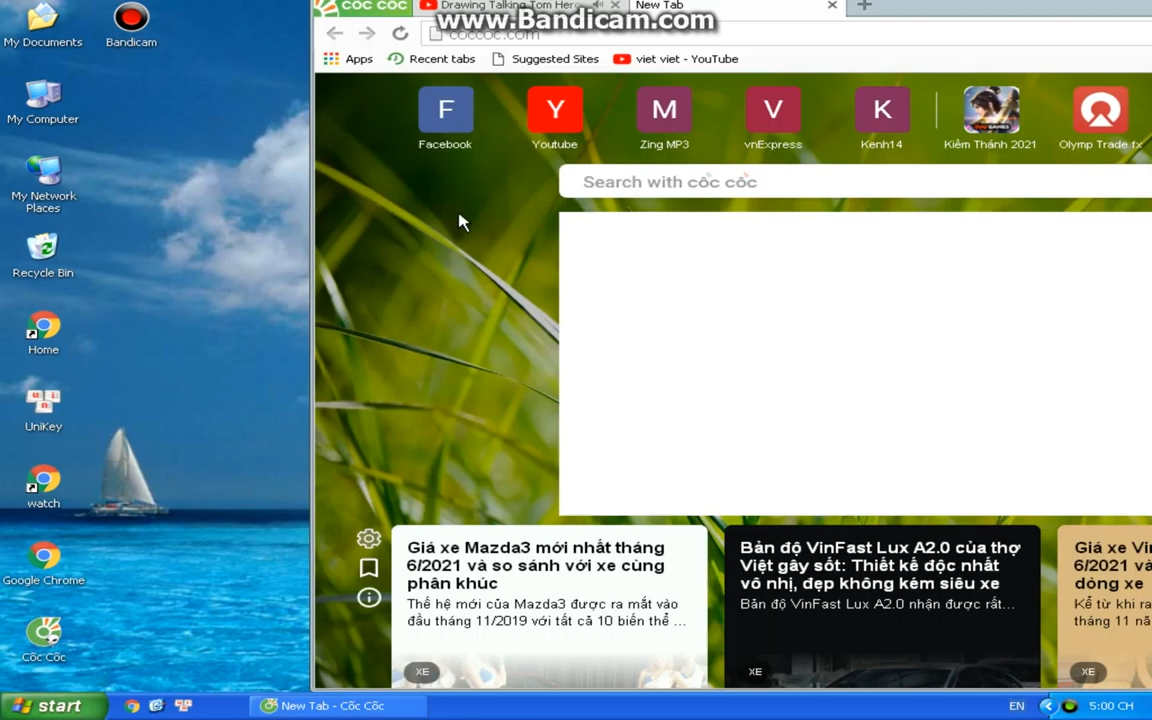 My Documents
Bandicam
My Computer
My Network
Places
Recycle Bin
Home
UniKey
watch
Google Chrome
Cốc Cốc
CỐC CỐC
Drawing Talking Tom Hero
New Tab
www.Bandicam.com
coccoc.com
Apps
Recent tabs
Suggested Sites
viet viet - YouTube
F
Y
M
V
K
Facebook
Youtube
Zing MP3
vnExpress
Kenh14
Kiếm Thánh 2021
Olymp Trade fx
Search with cốc cốc
Giá xe Mazda3 mới nhất tháng
6/2021 và so sánh với xe cùng
phân khúc
Thế hệ mới của Mazda3 được ra mắt vào
đầu tháng 11/2019 với tất cả 10 biến thể ...
XE
Bản độ VinFast Lux A2.0 của thợ
Việt gây sốt: Thiết kế độc nhất
vô nhị, đẹp không kém siêu xe
Bản độ VinFast Lux A2.0 nhận được rất...
XE
Giá xe Vin
6/2021 và
dòng xe
Kể từ khi ra
tháng 11 nă
XE
start
New Tab - Cốc Cốc
EN
5:00 CH